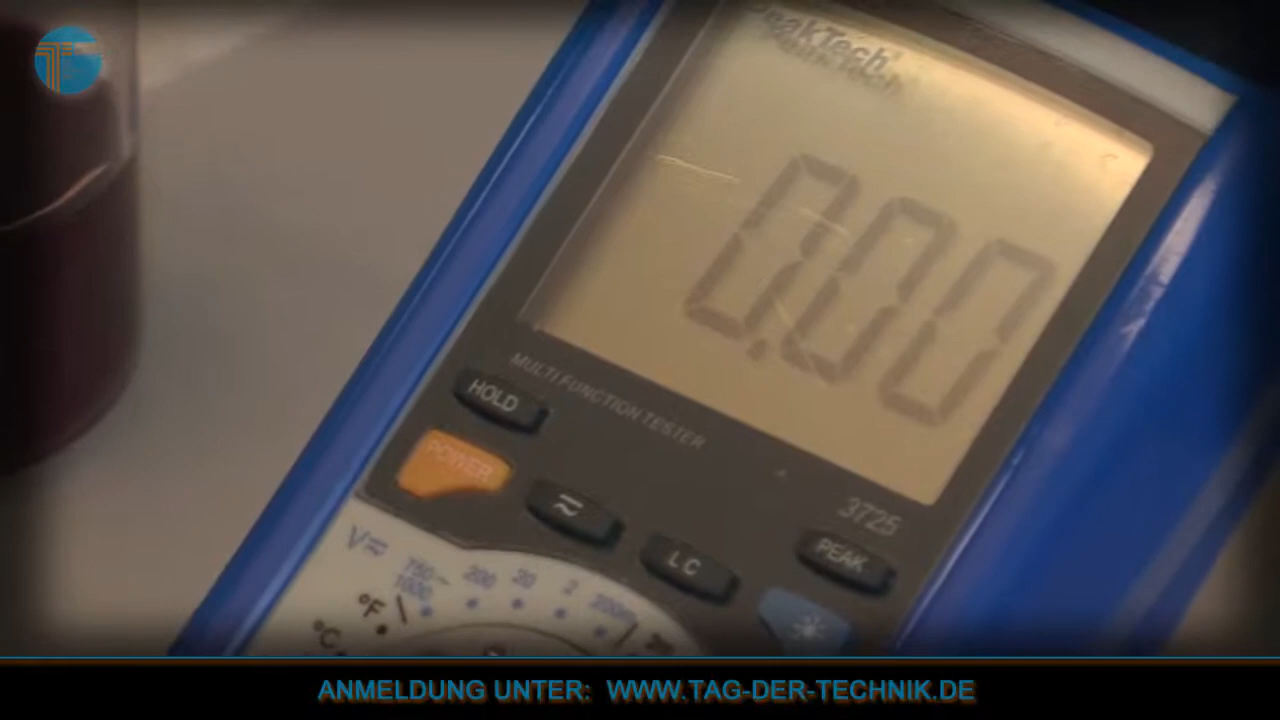 PeakTech
0.00
MULTI FUNCTION TESTER
HOLD
POWER
3725
L C
PEAK
V
750~
1000
200
20
2
200m
°F
°C
ANMELDUNG UNTER: WWW.TAG-DER-TECHNIK.DE